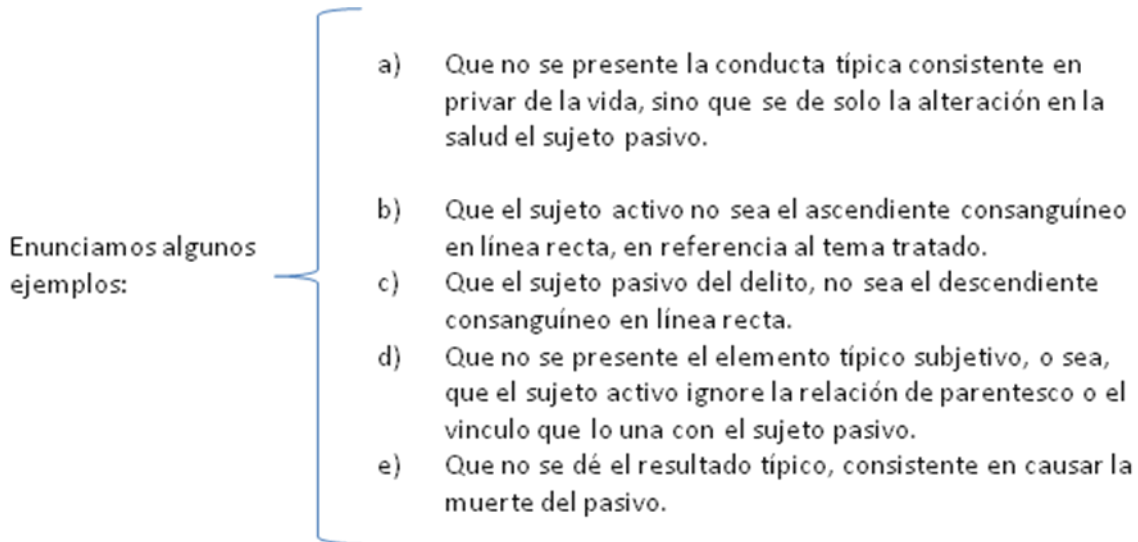 Enunciamos algunos
ejemplos:
a) Que no se presente la conducta típica consistente en
privar de la vida, sino que se de solo la alteración en la
salud el sujeto pasivo.
b) Que el sujeto activo no sea el ascendiente consanguíneo
en línea recta, en referencia al tema tratado.
c) Que el sujeto pasivo del delito, no sea el descendiente
consanguíneo en línea recta.
d) Que no se presente el elemento típico subjetivo, o sea,
que el sujeto activo ignore la relación de parentesco o el
vinculo que lo una con el sujeto pasivo.
e) Que no se dé el resultado típico, consistente en causar la
muerte del pasivo.